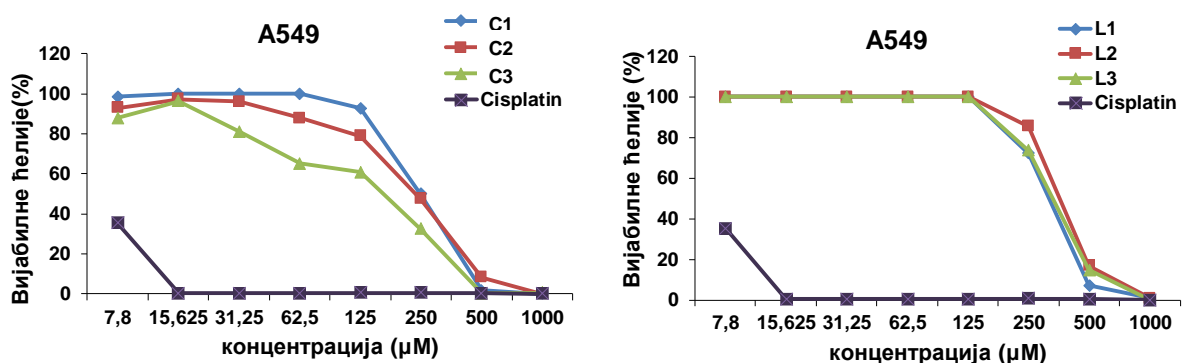 A549
C1
C2
C3
Cisplatin
Вијабилне ћелије(%)
120
100
80
60
40
20
0
7,8 15,625 31,25 62,5 125 250 500 1000
концентрација (µM)
A549
L1
L2
L3
Cisplatin
Вијабилне ћелије (%)
120
100
80
60
40
20
0
7,8 15,625 31,25 62,5 125 250 500 1000
концентрација (µM)